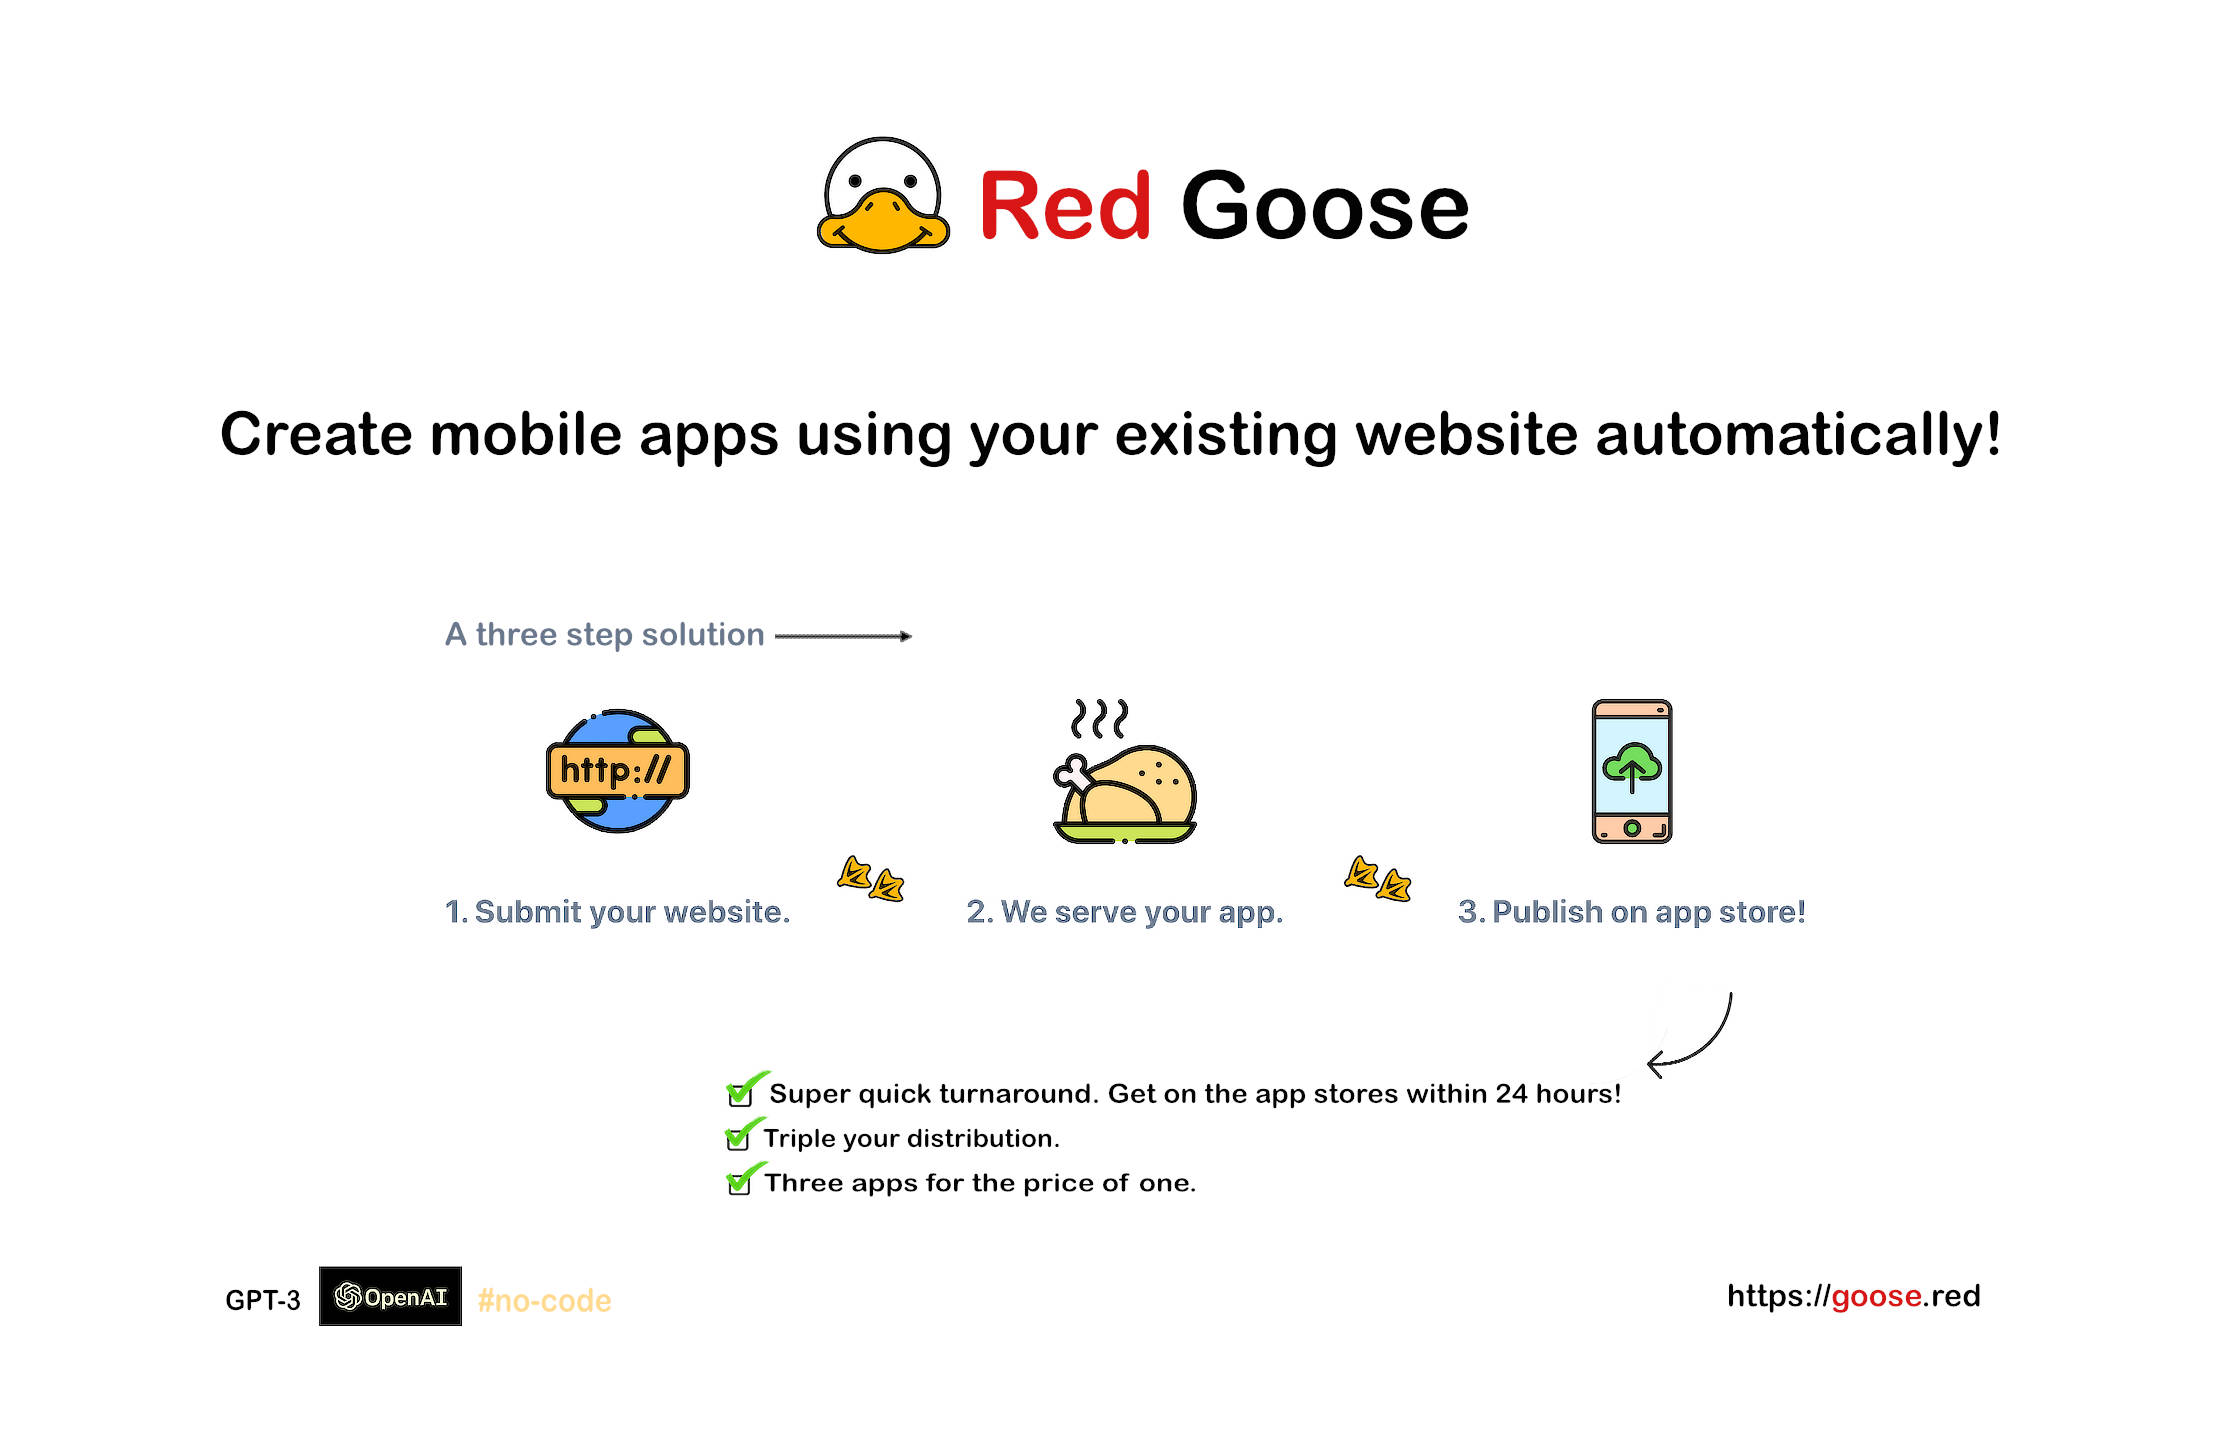 Red Goose
Create mobile apps using your existing website automatically!
A three step solution
http://
1. Submit your website.
2. We serve your app.
3. Publish on app store!
Super quick turnaround. Get on the app stores within 24 hours!
Triple your distribution.
Three apps for the price of one.
GPT-3 OpenAI #no-code
https://goose.red